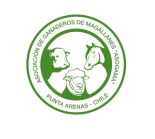 ASOCIACIÓN DE GANADEROS DE MAGALLANES "ASOGAMA"
PUNTA ARENAS - CHILE